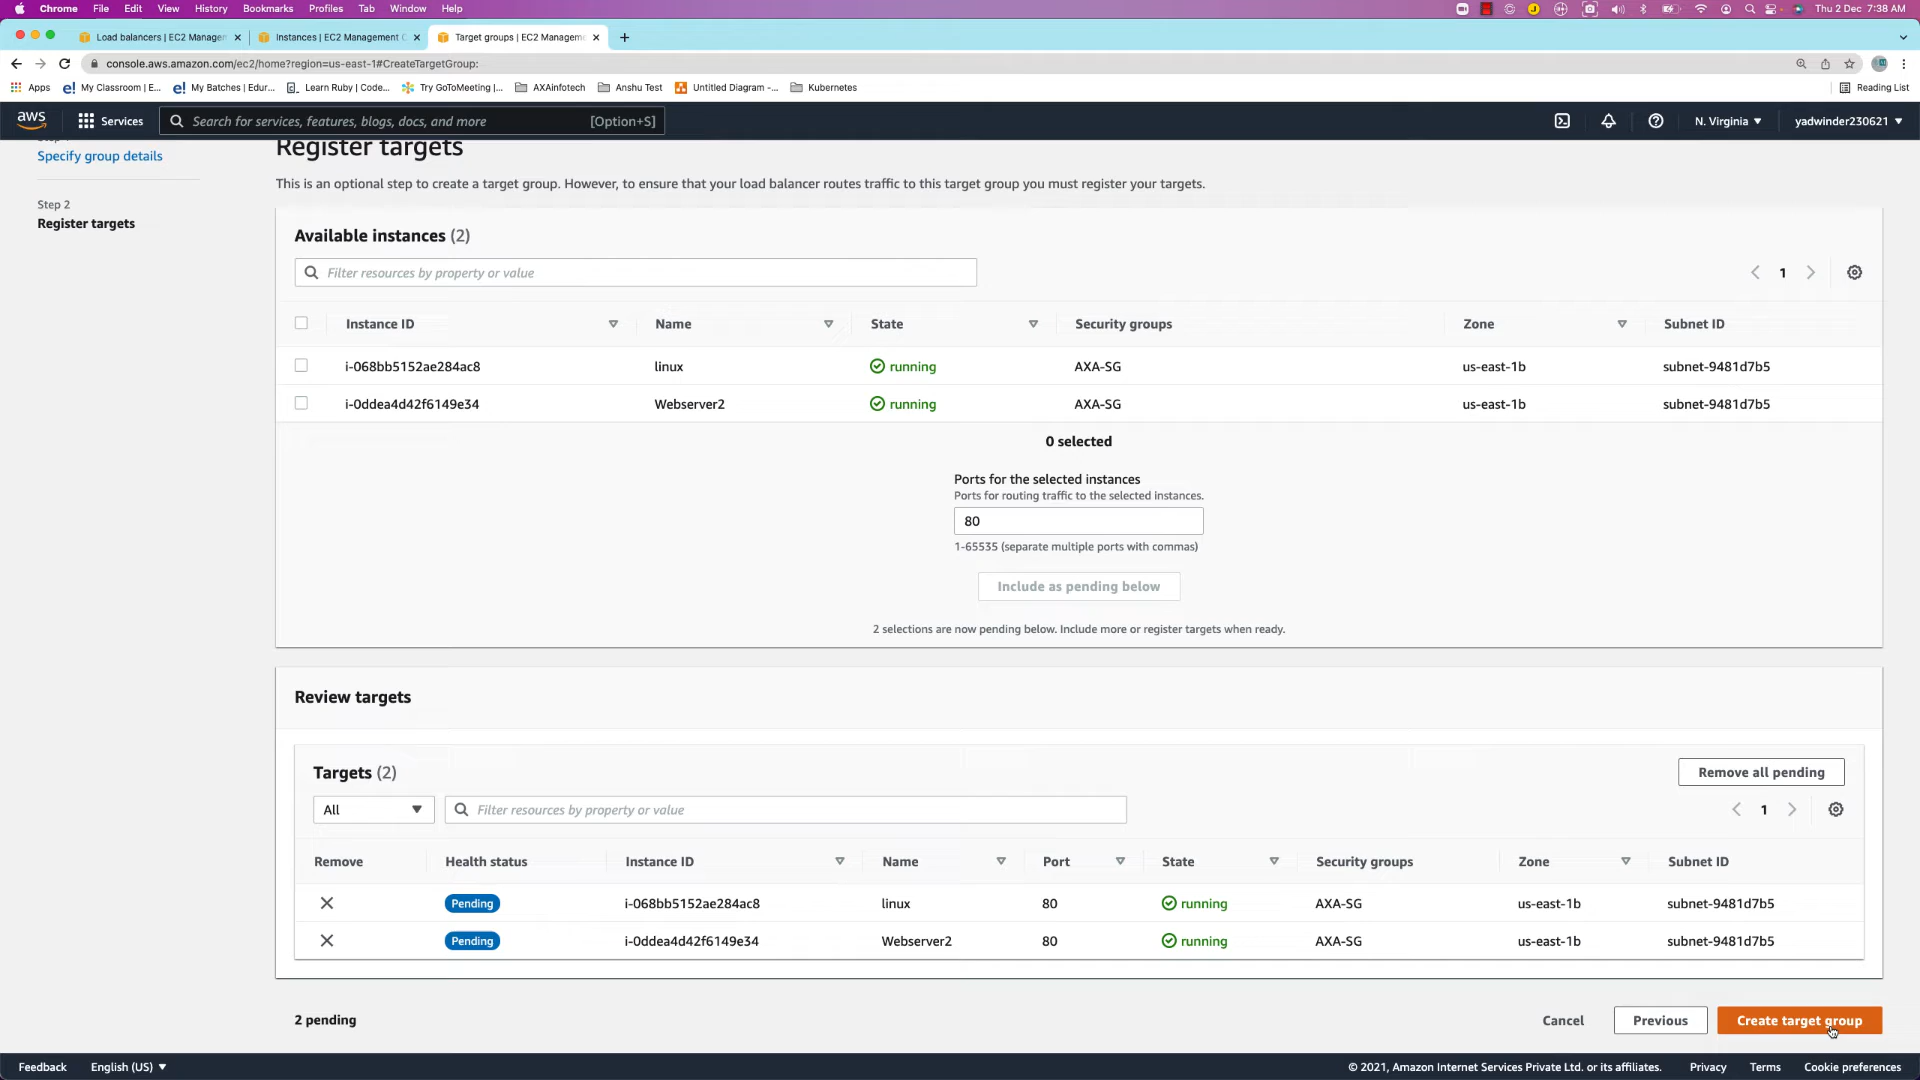 Chrome File Edit View History Bookmarks Profiles Tab Window Help
Thu 2 Dec 7:38 AM
Load balancers | EC2 Manage
Instances | EC2 Management C
Target groups | EC2 Manageme
console.aws.amazon.com/ec2/home?region=us-east-1#CreateTargetGroup:
Apps
My Classroom | E...
My Batches | Edur...
Learn Ruby | Code...
Try GoToMeeting |...
AXAinfotech
Anshu Test
Untitled Diagram -...
Kubernetes
Reading List
aws
Services
Search for services, features, blogs, docs, and more
[Option+S]
N. Virginia
yadwinder230621
Specify group details
Step 2
Register targets
Register targets
This is an optional step to create a target group. However, to ensure that your load balancer routes traffic to this target group you must register your targets.
Available instances (2)
Filter resources by property or value
1
Instance ID Name State Security groups Zone Subnet ID
i-068bb5152ae284ac8 linux running AXA-SG us-east-1b subnet-9481d7b5
i-0ddea4d42f6149e34 Webserver2 running AXA-SG us-east-1b subnet-9481d7b5
0 selected
Ports for the selected instances
Ports for routing traffic to the selected instances.
80
1-65535 (separate multiple ports with commas)
Include as pending below
2 selections are now pending below. Include more or register targets when ready.
Review targets
Targets (2)
Remove all pending
All
Filter resources by property or value
1
Remove Health status Instance ID Name Port State Security groups Zone Subnet ID
Pending i-068bb5152ae284ac8 linux 80 running AXA-SG us-east-1b subnet-9481d7b5
Pending i-0ddea4d42f6149e34 Webserver2 80 running AXA-SG us-east-1b subnet-9481d7b5
2 pending
Cancel
Previous
Create target group
Feedback
English (US)
© 2021, Amazon Internet Services Private Ltd. or its affiliates.
Privacy
Terms
Cookie preferences